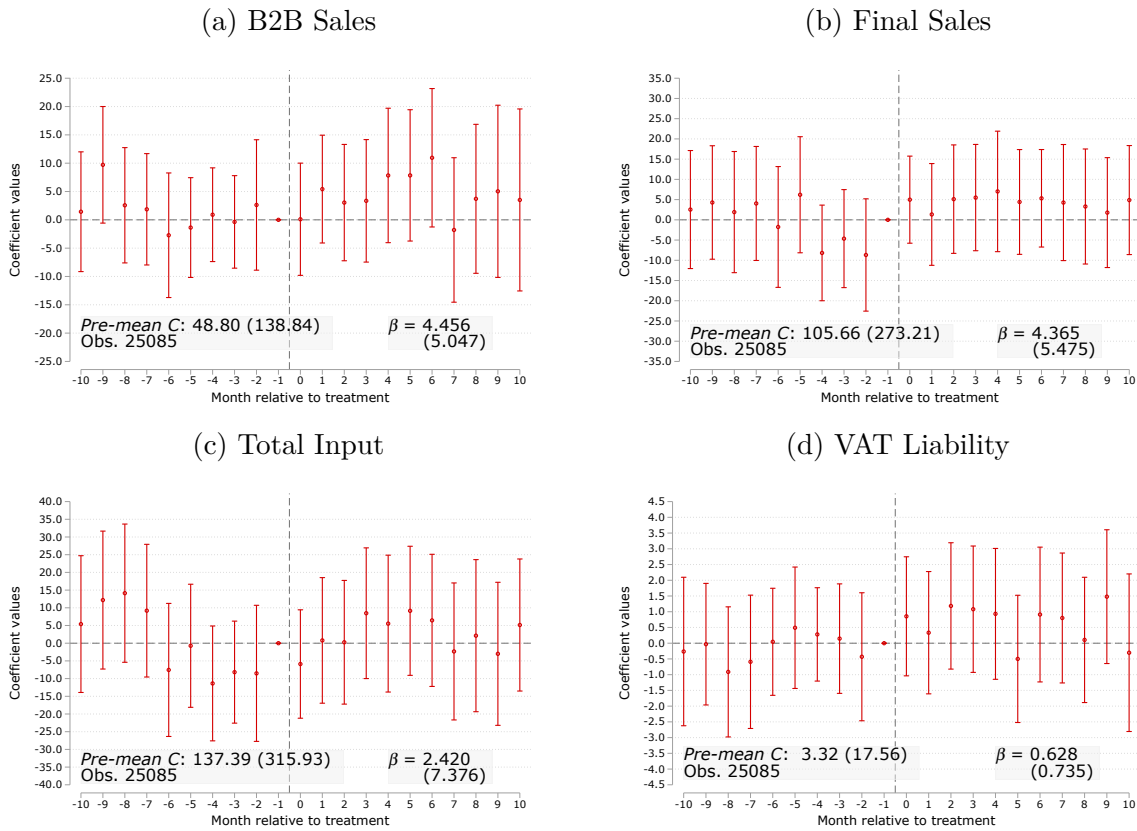 (a) B2B Sales
25.0
20.0
15.0
10.0
5.0
0.0
-5.0
-10.0
-15.0
-20.0
-25.0
Coefficient values
Pre-mean C: 48.80 (138.84)
Obs. 25085
β = 4.456
(5.047)
-10 -9 -8 -7 -6 -5 -4 -3 -2 -1 0 1 2 3 4 5 6 7 8 9 10
Month relative to treatment
(b) Final Sales
35.0
30.0
25.0
20.0
15.0
10.0
5.0
0.0
-5.0
-10.0
-15.0
-20.0
-25.0
-30.0
-35.0
Coefficient values
Pre-mean C: 105.66 (273.21)
Obs. 25085
β = 4.365
(5.475)
-10 -9 -8 -7 -6 -5 -4 -3 -2 -1 0 1 2 3 4 5 6 7 8 9 10
Month relative to treatment
(c) Total Input
40.0
35.0
30.0
25.0
20.0
15.0
10.0
5.0
0.0
-5.0
-10.0
-15.0
-20.0
-25.0
-30.0
-35.0
-40.0
Coefficient values
Pre-mean C: 137.39 (315.93)
Obs. 25085
β = 2.420
(7.376)
-10 -9 -8 -7 -6 -5 -4 -3 -2 -1 0 1 2 3 4 5 6 7 8 9 10
Month relative to treatment
(d) VAT Liability
4.5
4.0
3.5
3.0
2.5
2.0
1.5
1.0
0.5
0.0
-0.5
-1.0
-1.5
-2.0
-2.5
-3.0
-3.5
-4.0
-4.5
Coefficient values
Pre-mean C: 3.32 (17.56)
Obs. 25085
β = 0.628
(0.735)
-10 -9 -8 -7 -6 -5 -4 -3 -2 -1 0 1 2 3 4 5 6 7 8 9 10
Month relative to treatment